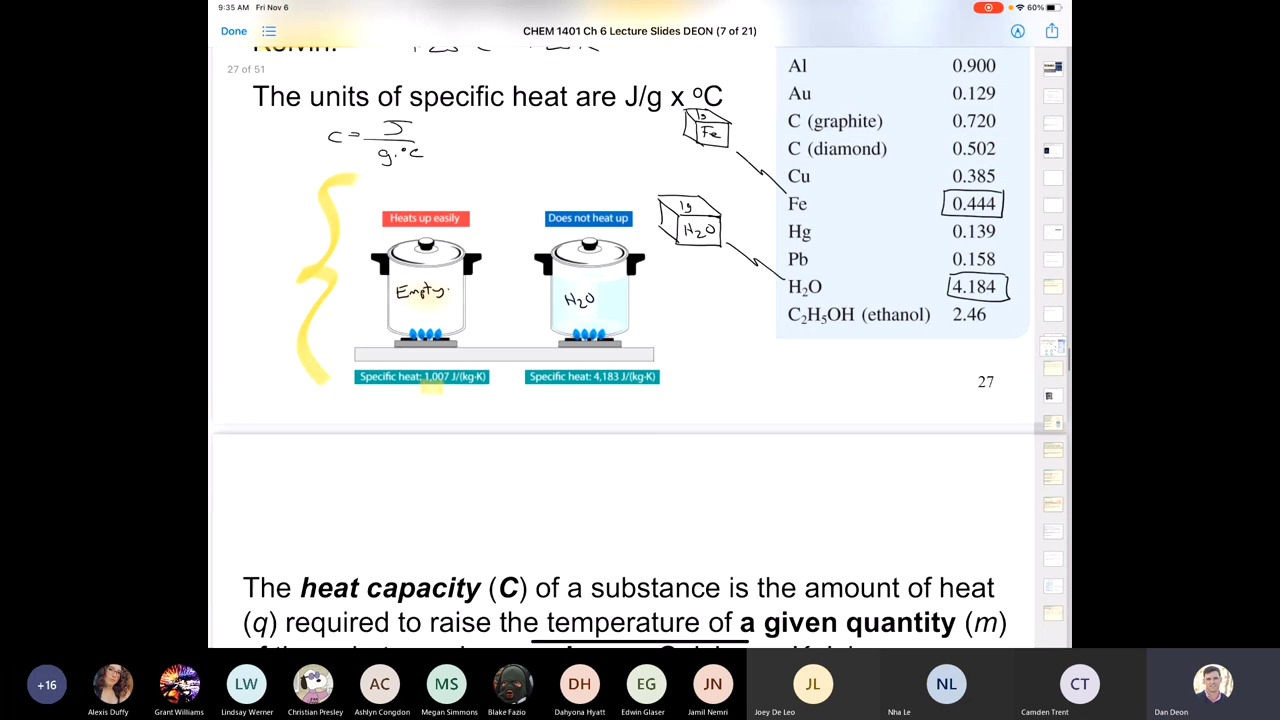 9:35 AM Fri Nov 6
60%
Done
CHEM 1401 Ch 6 Lecture Slides DEON (7 of 21)
27 of 51
The units of specific heat are J/g x °C
c = J
g·°C
1g
Fe
1g
H2O
Heats up easily
Does not heat up
Empty.
H2O
Specific heat: 1,007 J/(kg-K)
Specific heat: 4,183 J/(kg-K)
Al 0.900
Au 0.129
C (graphite) 0.720
C (diamond) 0.502
Cu 0.385
Fe 0.444
Hg 0.139
Pb 0.158
H₂O 4.184
C₂H₅OH (ethanol) 2.46
27
The heat capacity (C) of a substance is the amount of heat
(q) required to raise the temperature of a given quantity (m)
+16
LW
AC
MS
DH
EG
JN
JL
NL
CT
Alexis Duffy
Grant Williams
Lindsay Werner
Christian Presley
Ashlyn Congdon
Megan Simmons
Blake Fazio
Dahyona Hyatt
Edwin Glaser
Jamil Nemri
Joey De Leo
Nha Le
Camden Trent
Dan Deon